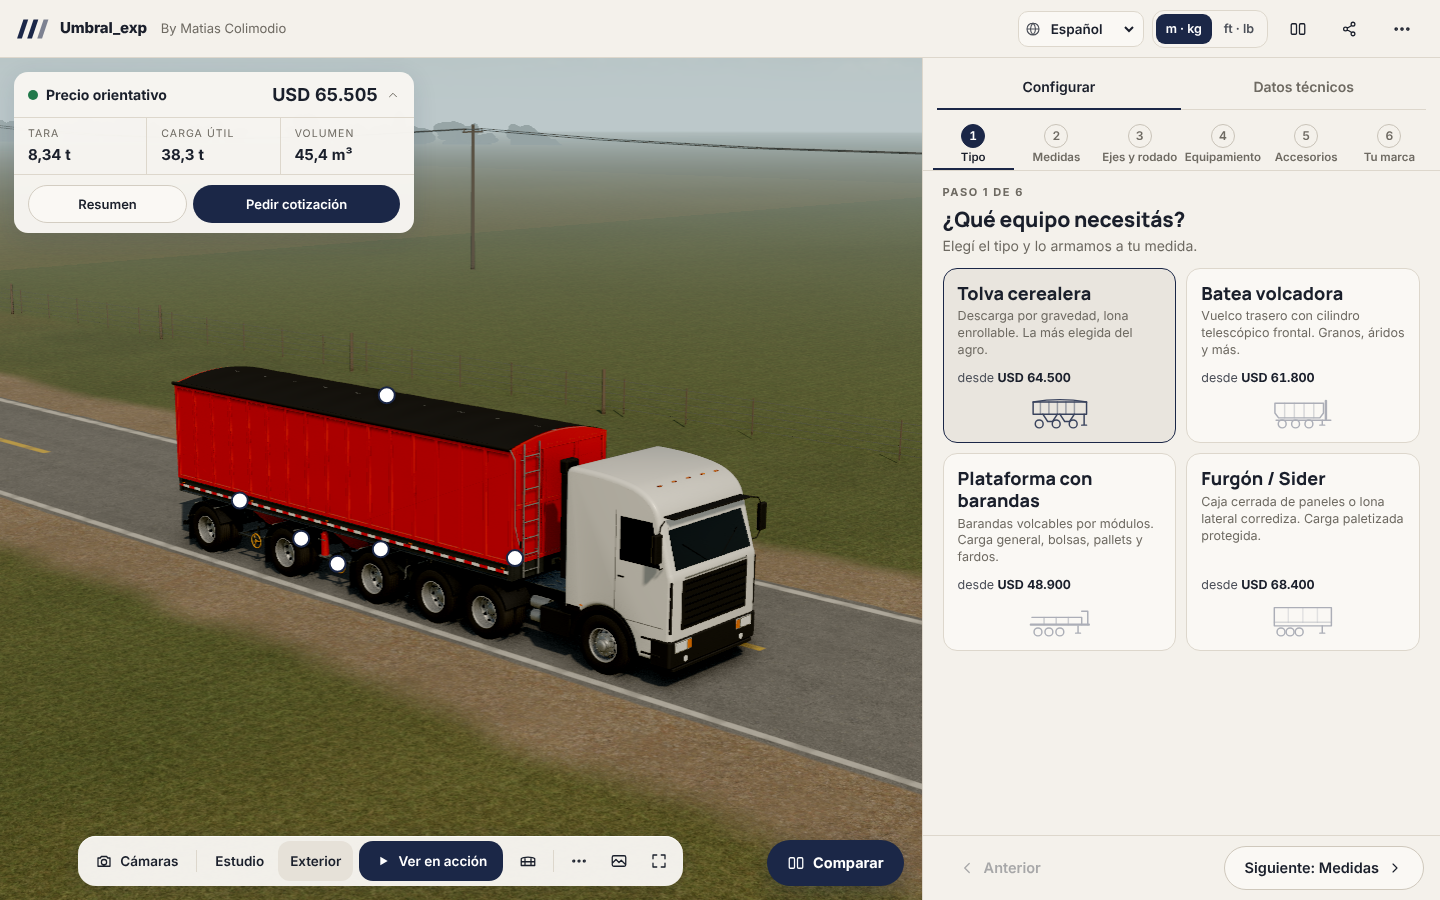 Umbral_exp By Matias Colimodio
Español
m · kg ft · lb
Precio orientativo USD 65.505
TARA CARGA ÚTIL VOLUMEN
8,34 t 38,3 t 45,4 m³
Resumen Pedir cotización
Cámaras Estudio Exterior Ver en acción
Comparar
Configurar Datos técnicos
1 2 3 4 5 6
Tipo Medidas Ejes y rodado Equipamiento Accesorios Tu marca
PASO 1 DE 6
¿Qué equipo necesitás?
Elegí el tipo y lo armamos a tu medida.
Tolva cerealera
Descarga por gravedad, lona
enrollable. La más elegida del
agro.
desde USD 64.500
Batea volcadora
Vuelco trasero con cilindro
telescópico frontal. Granos, áridos
y más.
desde USD 61.800
Plataforma con
barandas
Barandas volcables por módulos.
Carga general, bolsas, pallets y
fardos.
desde USD 48.900
Furgón / Sider
Caja cerrada de paneles o lona
lateral corrediza. Carga paletizada
protegida.
desde USD 68.400
Anterior
Siguiente: Medidas